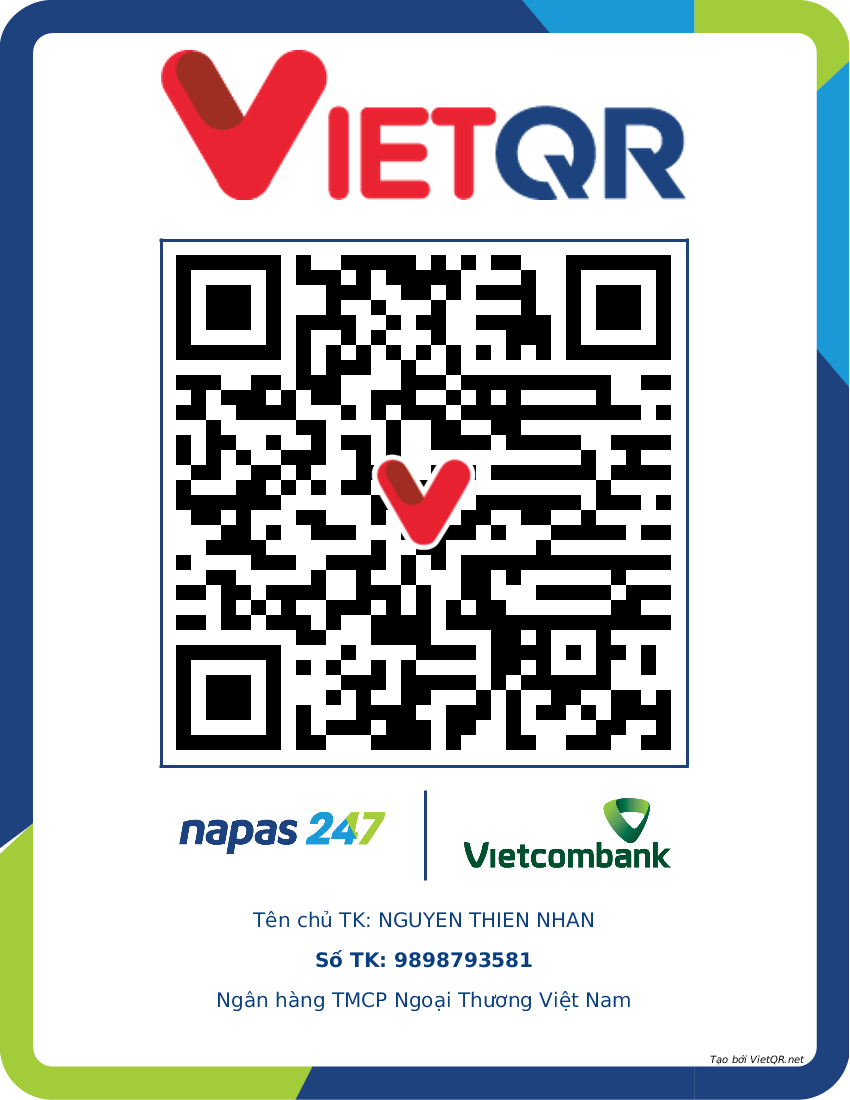 VIETQR
napas 247
Vietcombank
Tên chủ TK: NGUYEN THIEN NHAN
Số TK: 9898793581
Ngân hàng TMCP Ngoại Thương Việt Nam
Tạo bởi VietQR.net